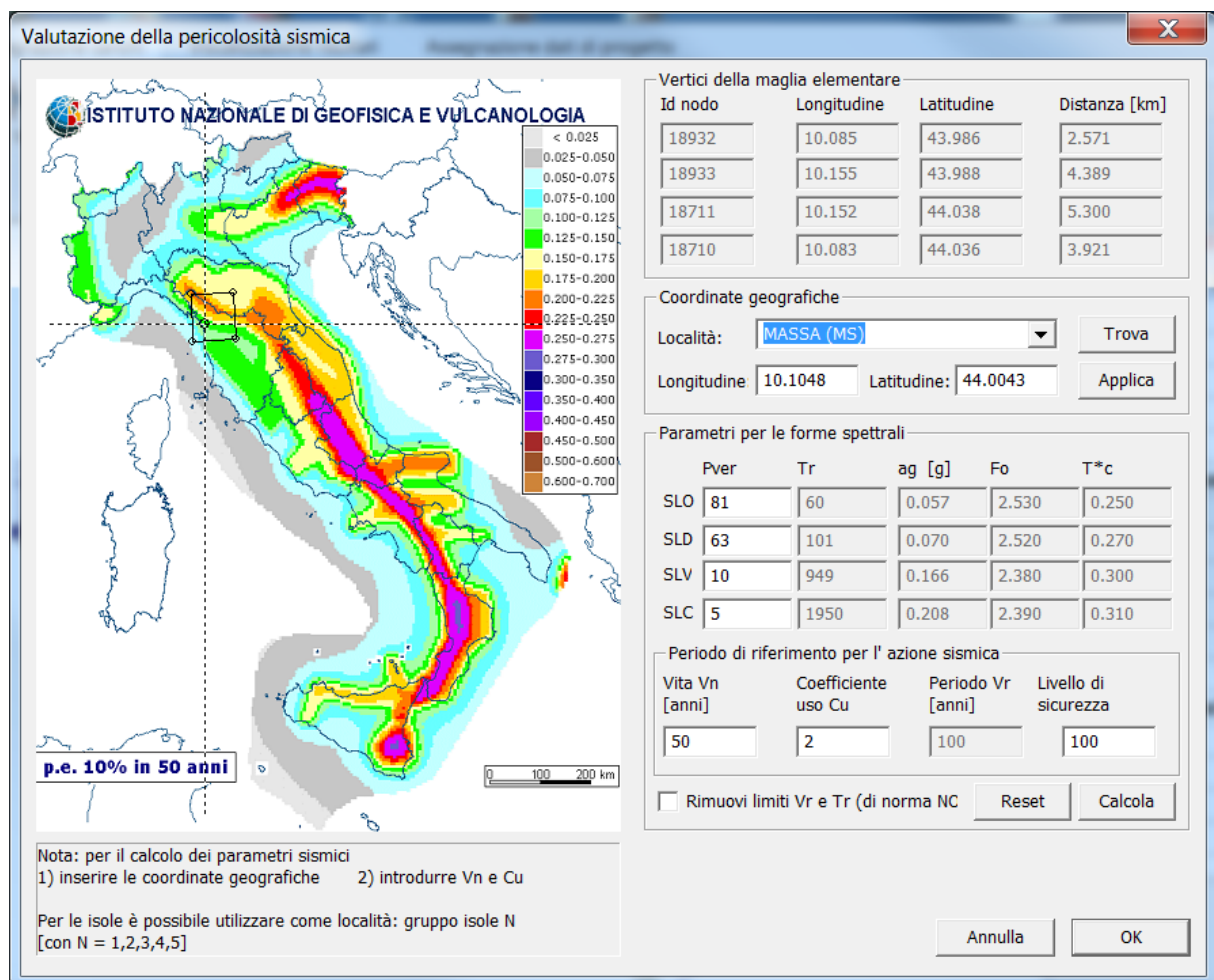 Valutazione della pericolosità sismica
ISTITUTO NAZIONALE DI GEOFISICA E VULCANOLOGIA
< 0.025
0.025-0.050
0.050-0.075
0.075-0.100
0.100-0.125
0.125-0.150
0.150-0.175
0.175-0.200
0.200-0.225
0.225-0.250
0.250-0.275
0.275-0.300
0.300-0.350
0.350-0.400
0.400-0.450
0.450-0.500
0.500-0.600
0.600-0.700
p.e. 10% in 50 anni
0 100 200 km
Nota: per il calcolo dei parametri sismici
1) inserire le coordinate geografiche 2) introdurre Vn e Cu
Per le isole è possibile utilizzare come località: gruppo isole N
[con N = 1,2,3,4,5]
Vertici della maglia elementare
Id nodo Longitudine Latitudine Distanza [km]
18932 10.085 43.986 2.571
18933 10.155 43.988 4.389
18711 10.152 44.038 5.300
18710 10.083 44.036 3.921
Coordinate geografiche
Località: MASSA (MS) Trova
Longitudine 10.1048 Latitudine: 44.0043 Applica
Parametri per le forme spettrali
Pver Tr ag [g] Fo T*c
SLO 81 60 0.057 2.530 0.250
SLD 63 101 0.070 2.520 0.270
SLV 10 949 0.166 2.380 0.300
SLC 5 1950 0.208 2.390 0.310
Periodo di riferimento per l' azione sismica
Vita Vn Coefficiente Periodo Vr Livello di
[anni] uso Cu [anni] sicurezza
50 2 100 100
Rimuovi limiti Vr e Tr (di norma NO Reset Calcola
Annulla OK